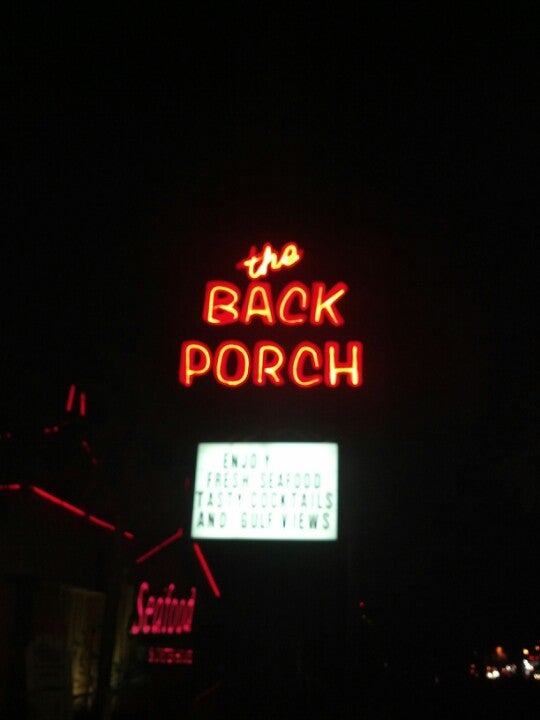 the
BACK
PORCH
ENJOY
FRESH SEAFOOD
TASTY COCKTAILS
AND GULF VIEWS
Seafood